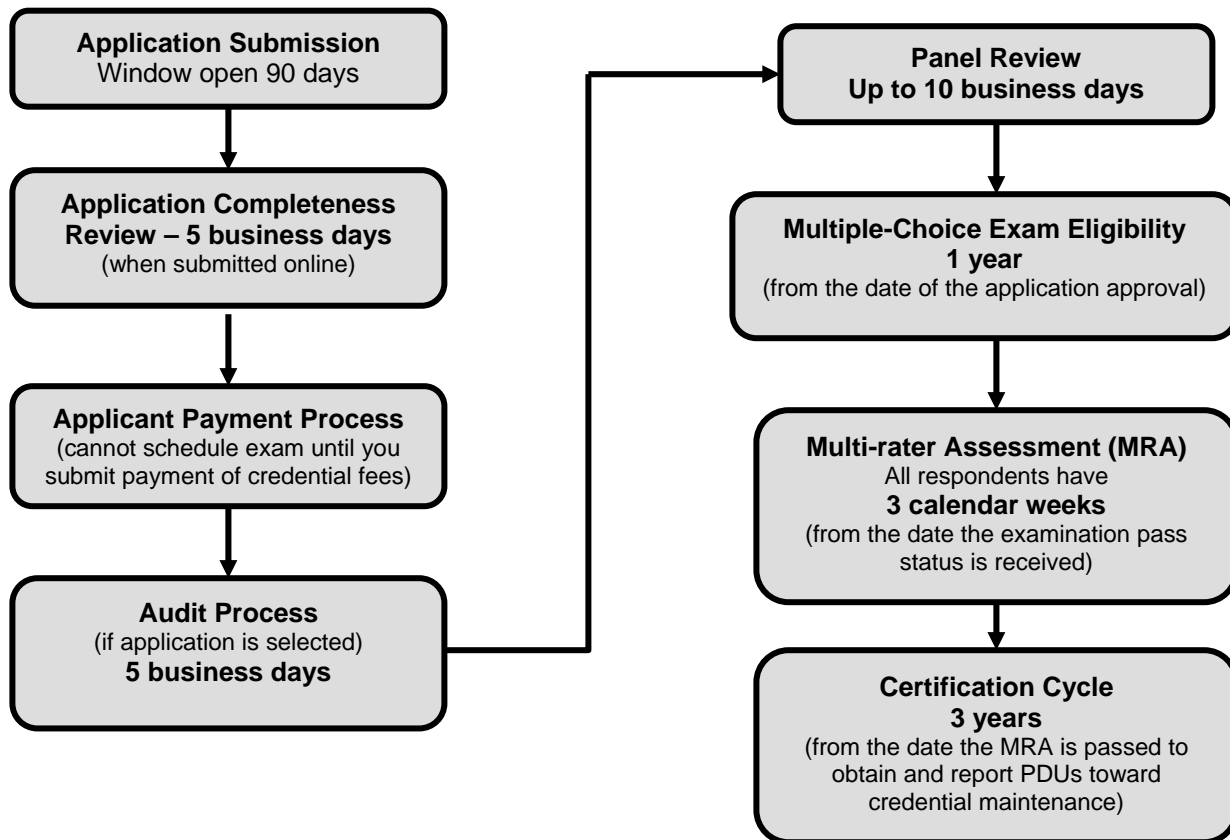 Application Submission
Window open 90 days
Application Completeness
Review – 5 business days
(when submitted online)
Applicant Payment Process
(cannot schedule exam until you
submit payment of credential fees)
Audit Process
(if application is selected)
5 business days
Panel Review
Up to 10 business days
Multiple-Choice Exam Eligibility
1 year
(from the date of the application approval)
Multi-rater Assessment (MRA)
All respondents have
3 calendar weeks
(from the date the examination pass
status is received)
Certification Cycle
3 years
(from the date the MRA is passed to
obtain and report PDUs toward
credential maintenance)